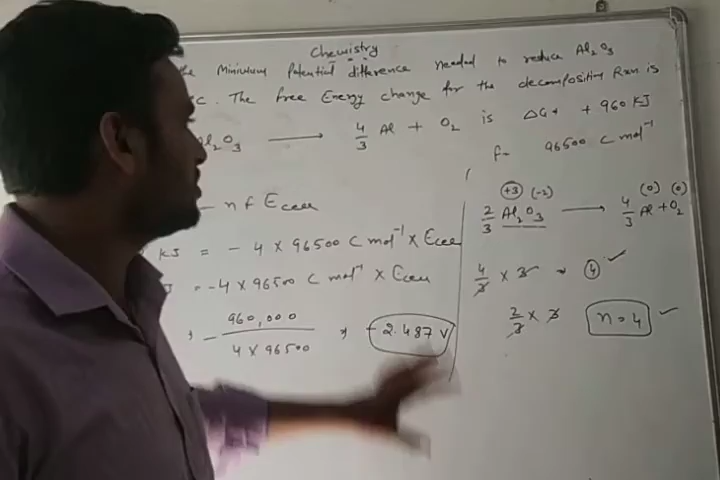 Chemistry
Minimum Potential difference needed to reduce Al₂O₃
C. The free Energy change for the decomposition Rxn is
Al₂O₃ ⟶ 4/3 Al + O₂ is ΔG + 960 KJ
F= 96500 C mol⁻¹
- n F Ecell
KJ = - 4 × 96500 C mol⁻¹ × Ecell
= -4 × 96500 C mol⁻¹ × Ecell
- 960,000 / 4 × 96500 ⇒ - 2.487 V
(+3) (-2) (0) (0)
2/3 Al₂O₃ ⟶ 4/3 Al + O₂
4/3 × 3 ⇒ 4 ✓
2/3 × 3 n = 4 ✓